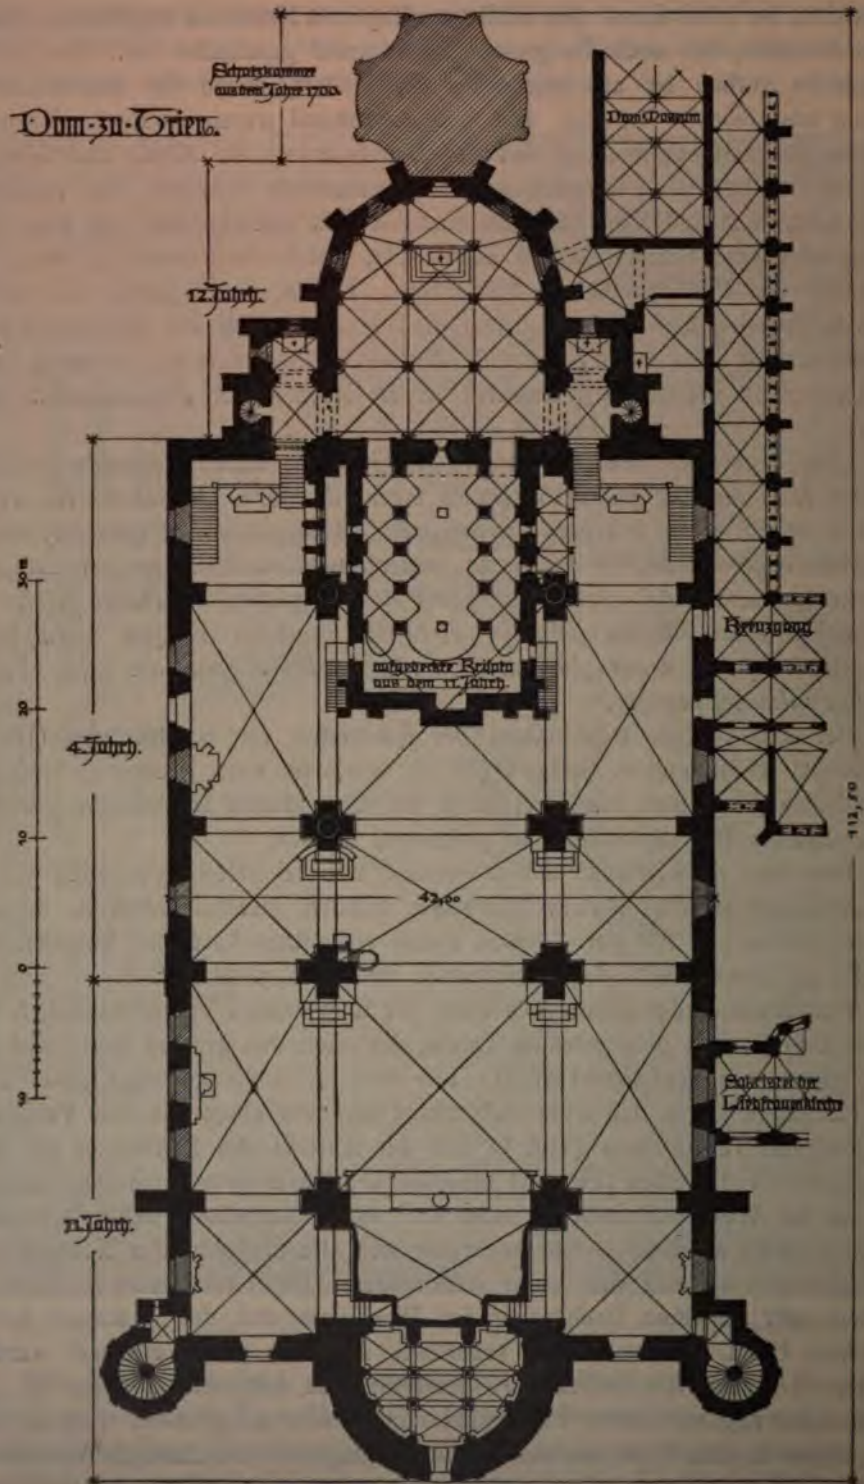 Schatzkammer
aus dem Jahre 1700.
Dom·zu·Trier.
Dom Museum
12. Jahrh.
30 m
Kreuzgang
aufgedeckte Krÿpta
aus dem 11. Jahrh.
20
4. Jahrh.
112,50
10
42,00
0
Sakristei der
Liebfrauenkirche
11. Jahrh.